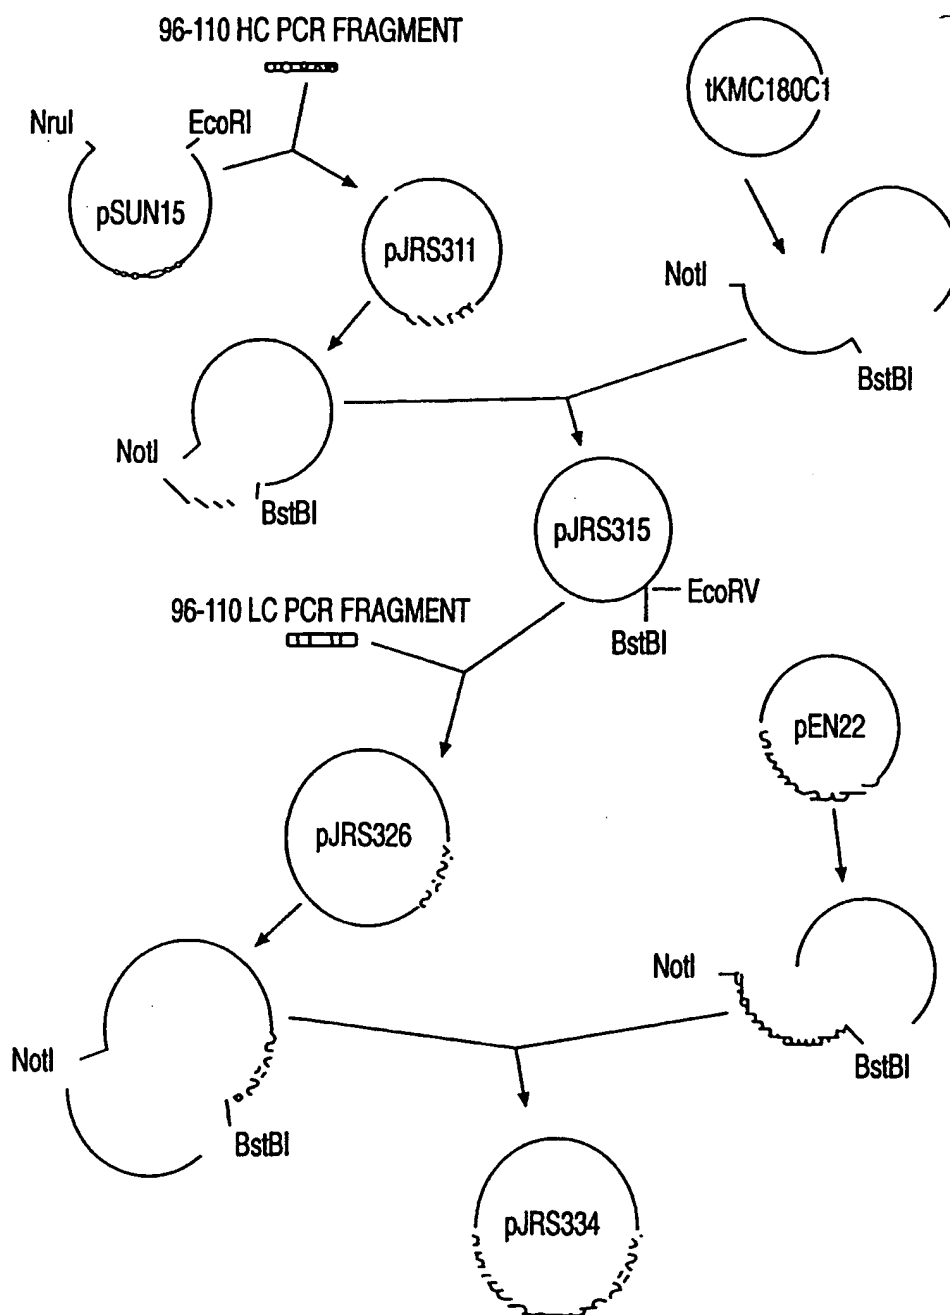 96-110 HC PCR FRAGMENT
tKMC180C1
NruI
EcoRI
pSUN15
pJRS311
NotI
BstBI
NotI
BstBI
pJRS315
EcoRV
BstBI
96-110 LC PCR FRAGMENT
pEN22
pJRS326
NotI
BstBI
NotI
BstBI
pJRS334